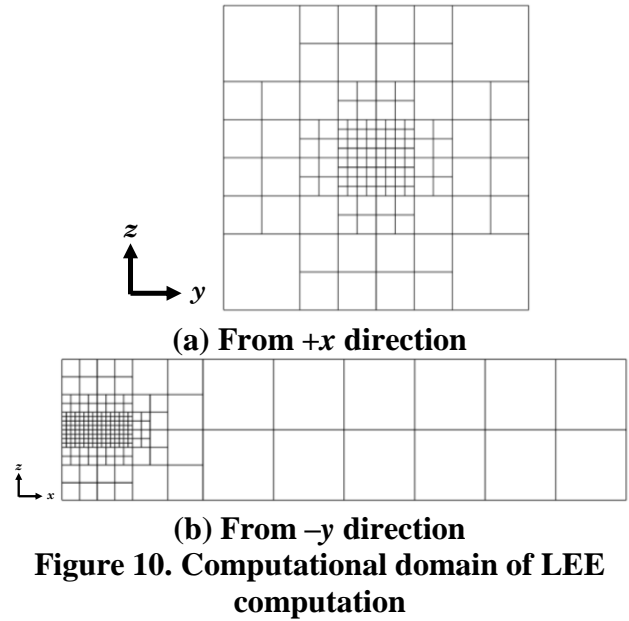 z
y
(a) From +x direction
z
x
(b) From –y direction
Figure 10. Computational domain of LEE
computation